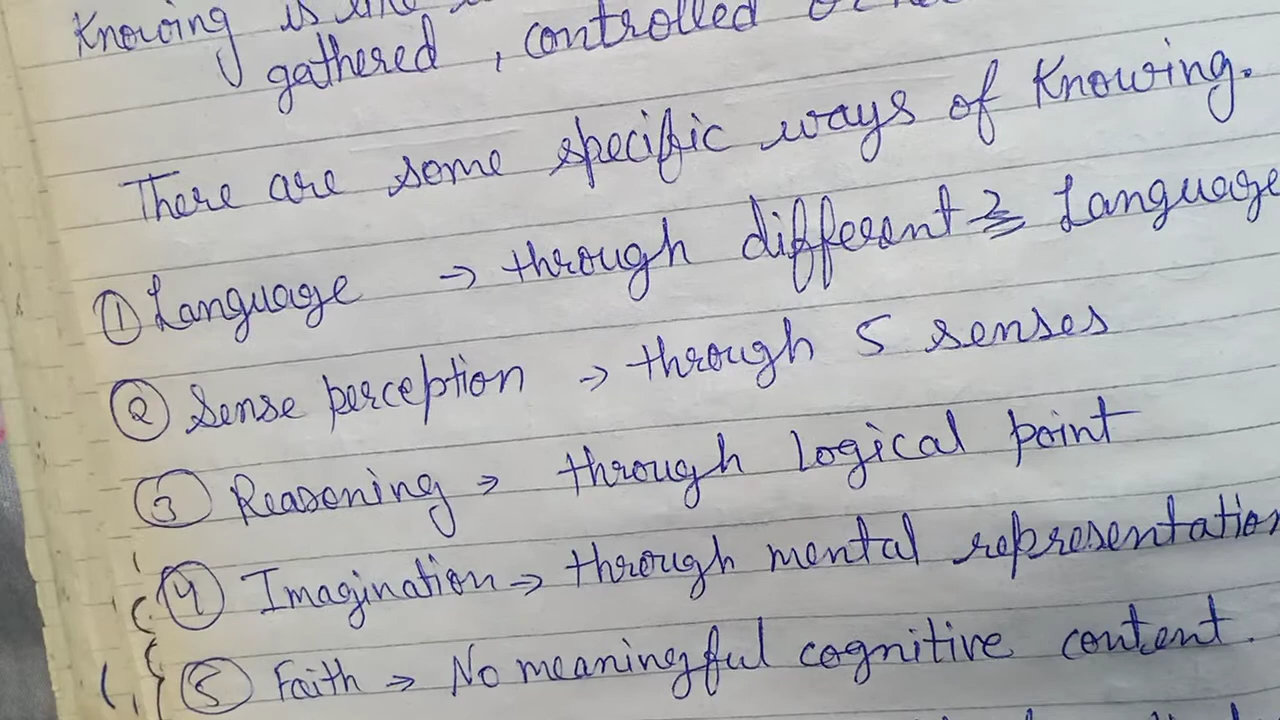 Knowing is
gathered , controlled
There are some specific ways of Knowing.
① Language → through different Language
② Sense perception → through 5 senses
③ Reasoning → through logical point
④ Imagination → through mental representation
⑤ Faith → No meaningful cognitive content.